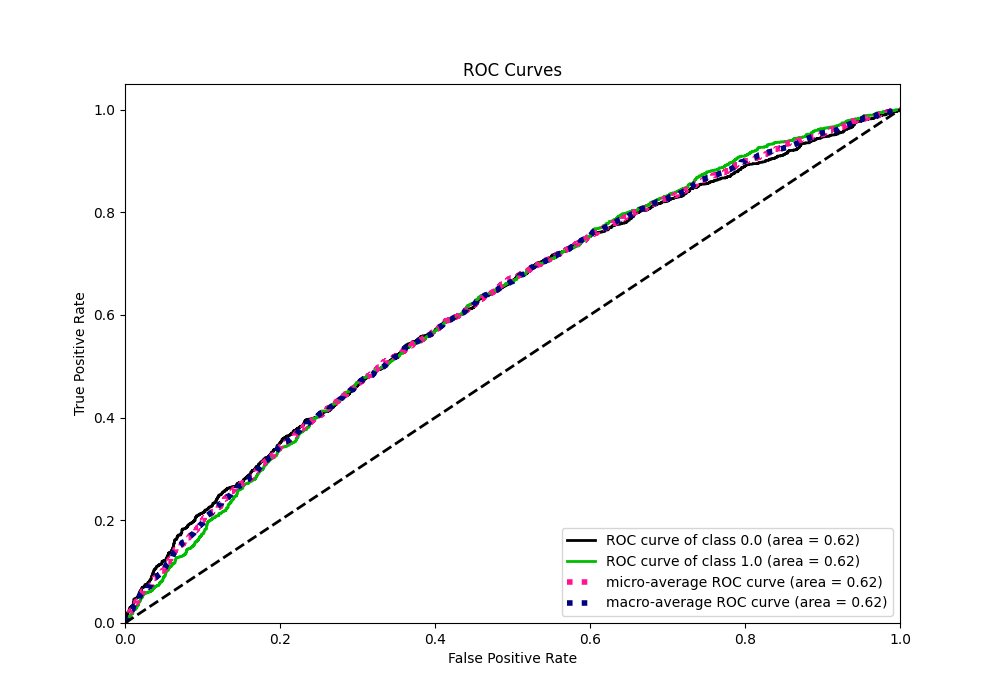 ROC Curves
True Positive Rate
1.0
0.8
0.6
0.4
0.2
0.0
0.0 0.2 0.4 0.6 0.8 1.0
False Positive Rate
ROC curve of class 0.0 (area = 0.62)
ROC curve of class 1.0 (area = 0.62)
micro-average ROC curve (area = 0.62)
macro-average ROC curve (area = 0.62)